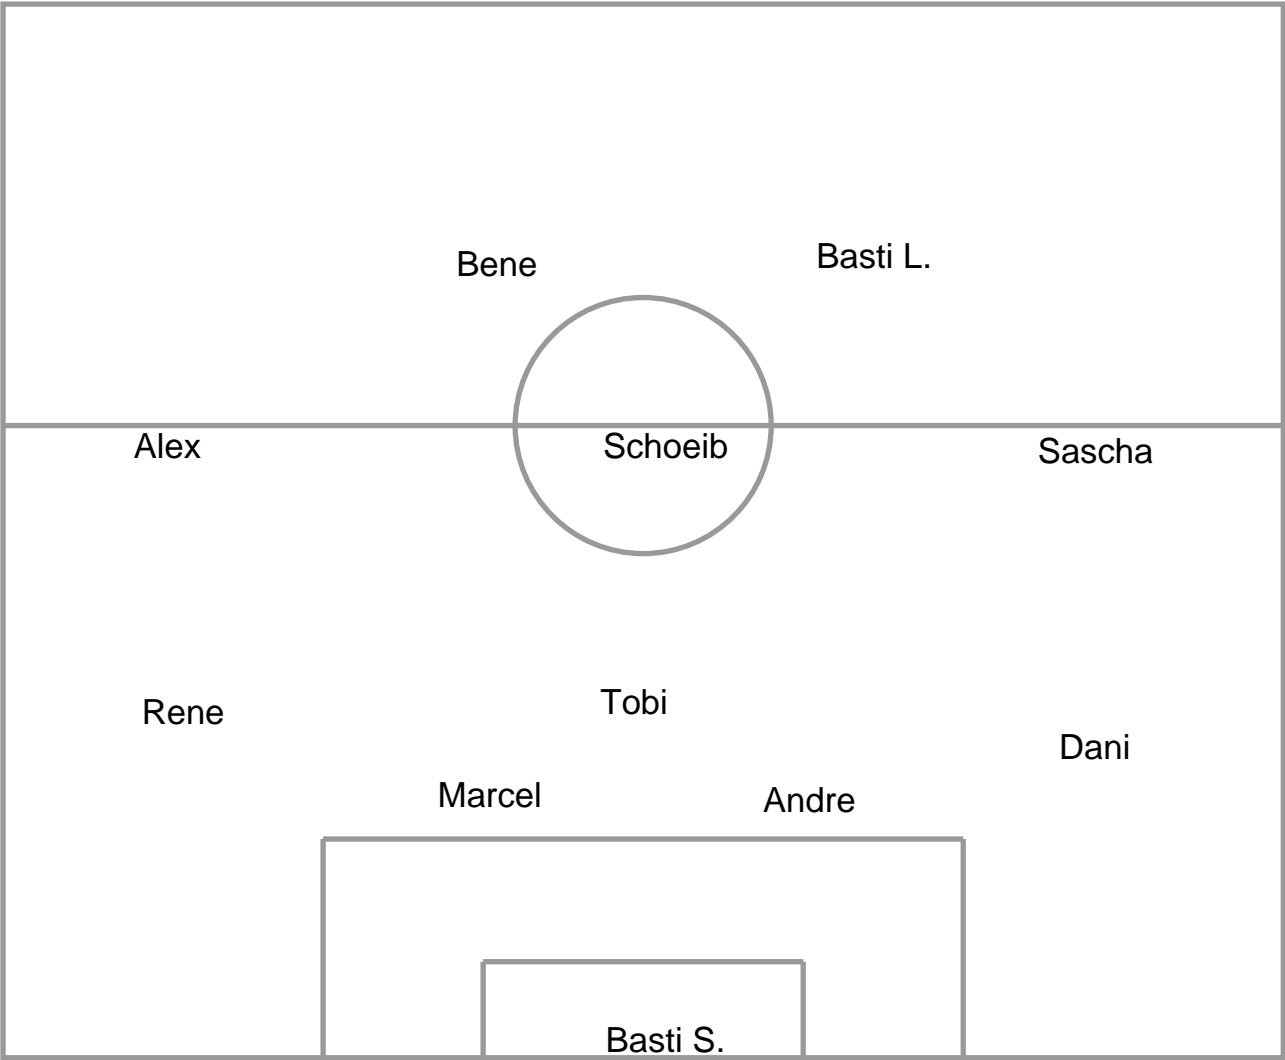 Bene
Basti L.
Alex
Schoeib
Sascha
Rene
Tobi
Dani
Marcel
Andre
Basti S.